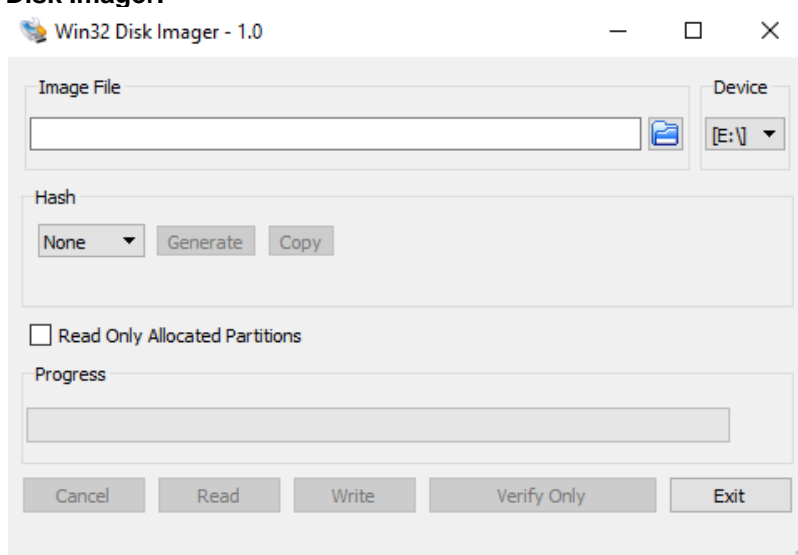 Disk Imager:
Win32 Disk Imager - 1.0
Image File
Device
[E:\]
Hash
None
Generate
Copy
Read Only Allocated Partitions
Progress
Cancel
Read
Write
Verify Only
Exit